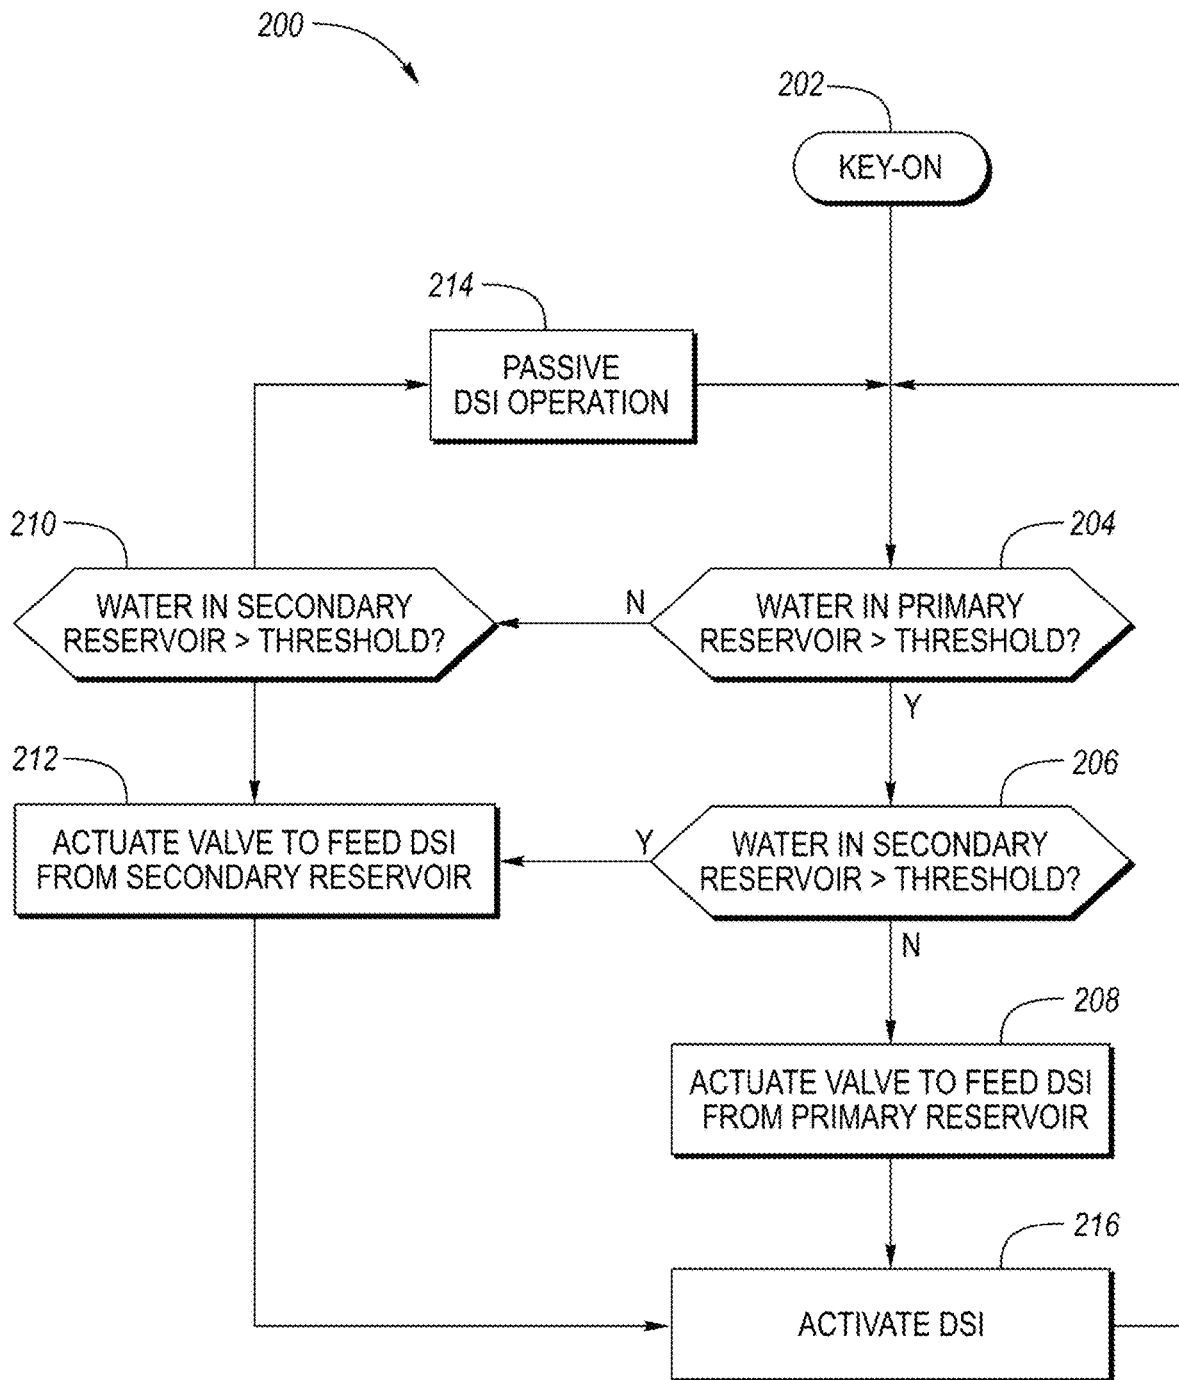 200
202
KEY-ON
214
PASSIVE
DSI OPERATION
210
WATER IN SECONDARY
RESERVOIR > THRESHOLD?
N
204
WATER IN PRIMARY
RESERVOIR > THRESHOLD?
Y
212
ACTUATE VALVE TO FEED DSI
FROM SECONDARY RESERVOIR
Y
206
WATER IN SECONDARY
RESERVOIR > THRESHOLD?
N
208
ACTUATE VALVE TO FEED DSI
FROM PRIMARY RESERVOIR
216
ACTIVATE DSI